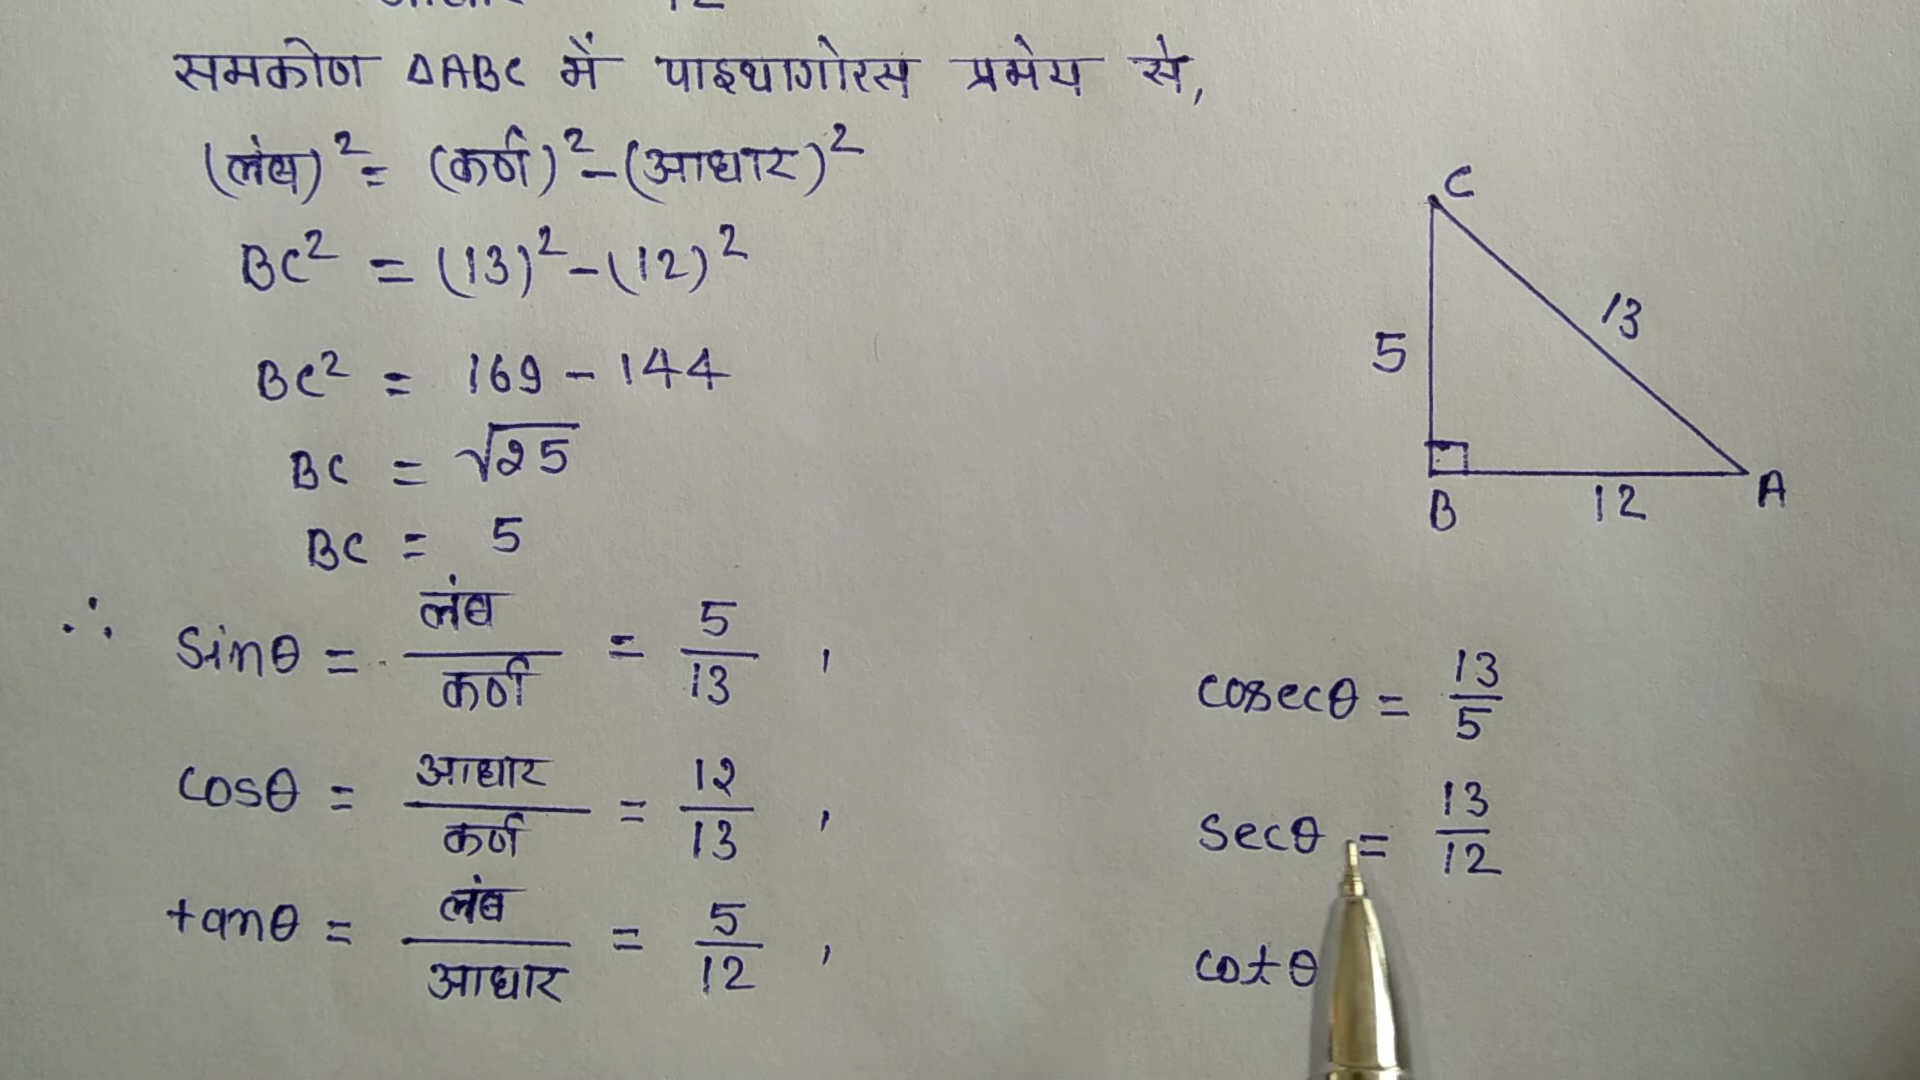 समकोण ΔABC में पाइथागोरस प्रमेय से,
(लंब)² = (कर्ण)² - (आधार)²
BC² = (13)² - (12)²
BC² = 169 - 144
BC = √25
BC = 5
∴ sinθ = लंब/कर्ण = 5/13 ,
cosθ = आधार/कर्ण = 12/13 ,
tanθ = लंब/आधार = 5/12 ,
C
13
5
B 12 A
cosecθ = 13/5
secθ = 13/12
cotθ